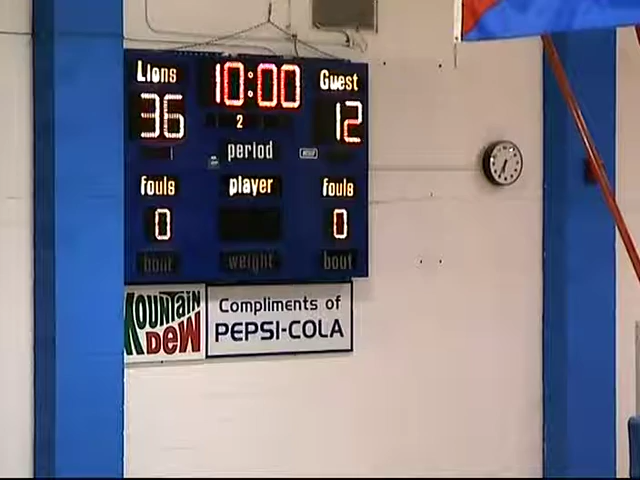 Lions 10:00 Guest
36 2 12
period
fouls player fouls
0 0
bout weight bout
MOUNTAIN DEW
Compliments of
PEPSI-COLA